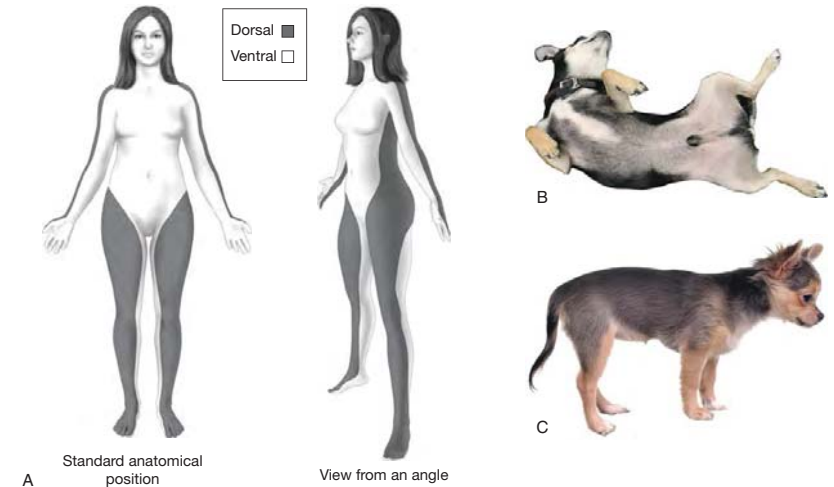 Dorsal
Ventral
Standard anatomical
position
View from an angle
A
B
C